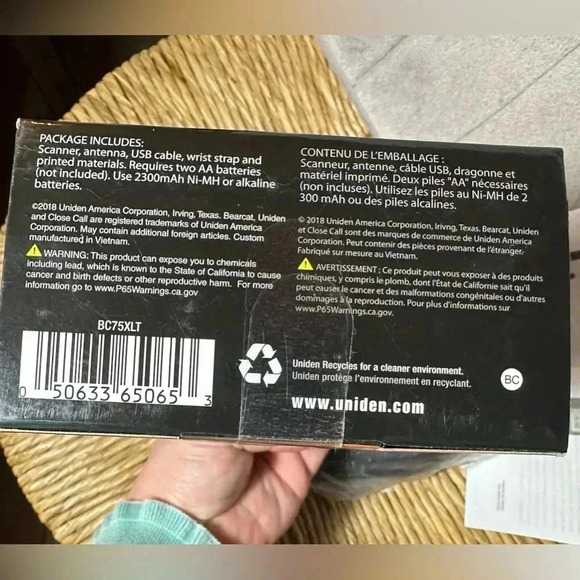 PACKAGE INCLUDES:
Scanner, antenna, USB cable, wrist strap and
printed materials. Requires two AA batteries
(not included). Use 2300mAh Ni-MH or alkaline
batteries.
©2018 Uniden America Corporation, Irving, Texas. Bearcat, Uniden
and Close Call are registered trademarks of Uniden America
Corporation. May contain additional foreign articles. Custom
manufactured in Vietnam.
WARNING: This product can expose you to chemicals
including lead, which is known to the State of California to cause
cancer and birth defects or other reproductive harm. For more
information go to www.P65Warnings.ca.gov
BC75XLT
0 50633 65065 3
CONTENU DE L'EMBALLAGE :
Scanneur, antenne, câble USB, dragonne et
matériel imprimé. Deux piles "AA" nécessaires
(non incluses). Utilisez les piles au Ni-MH de 2
300 mAh ou des piles alcalines.
© 2018 Uniden America Corporation, Irving, Texas. Bearcat, Uniden
et Close Call sont des marques de commerce de Uniden America
Corporation. Peut contenir des pièces provenant de l'étranger.
Fabriqué sur mesure au Vietnam.
AVERTISSEMENT : Ce produit peut vous exposer à des produits
chimiques, y compris le plomb, dont l'État de Californie sait qu'il
peut causer le cancer et des malformations congénitales ou d'autres
dommages à la reproduction. Pour plus d'informations sur
www.P65Warnings.ca.gov.
Uniden Recycles for a cleaner environment.
Uniden protège l'environnement en recyclant.
BC
www.uniden.com